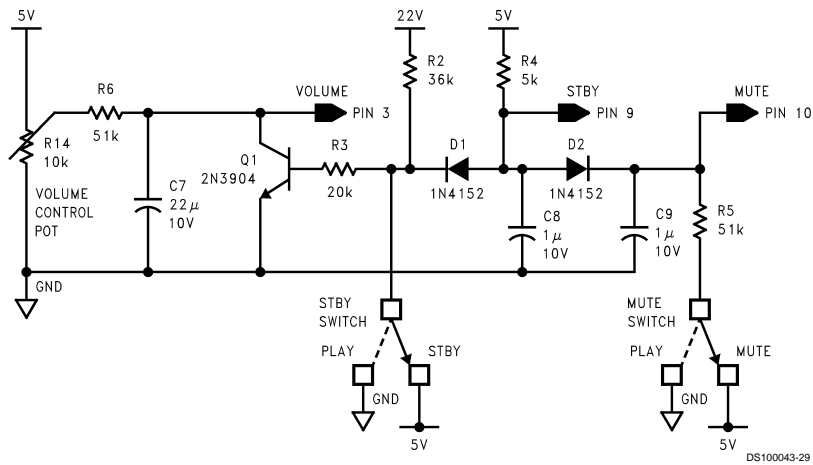 5V
22V
5V
R6
51k
VOLUME
PIN 3
R2
36k
R4
5k
STBY
PIN 9
MUTE
PIN 10
R14
10k
VOLUME
CONTROL
POT
C7
22μ
10V
Q1
2N3904
R3
20k
D1
1N4152
D2
1N4152
C8
1μ
10V
C9
1μ
10V
R5
51k
GND
STBY
SWITCH
PLAY
STBY
GND
5V
MUTE
SWITCH
PLAY
MUTE
GND
5V
DS100043-29